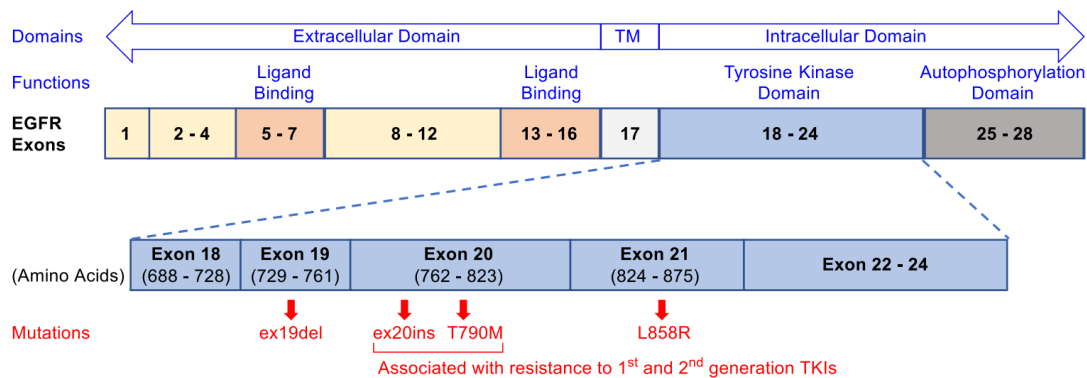 Domains Extracellular Domain TM Intracellular Domain
Functions Ligand Binding Ligand Binding Tyrosine Kinase Domain Autophosphorylation Domain
EGFR Exons 1 2 - 4 5 - 7 8 - 12 13 - 16 17 18 - 24 25 - 28
Exon 18 Exon 19 Exon 20 Exon 21 Exon 22 - 24
(Amino Acids) (688 - 728) (729 - 761) (762 - 823) (824 - 875)
Mutations ex19del ex20ins T790M L858R
Associated with resistance to 1st and 2nd generation TKIs